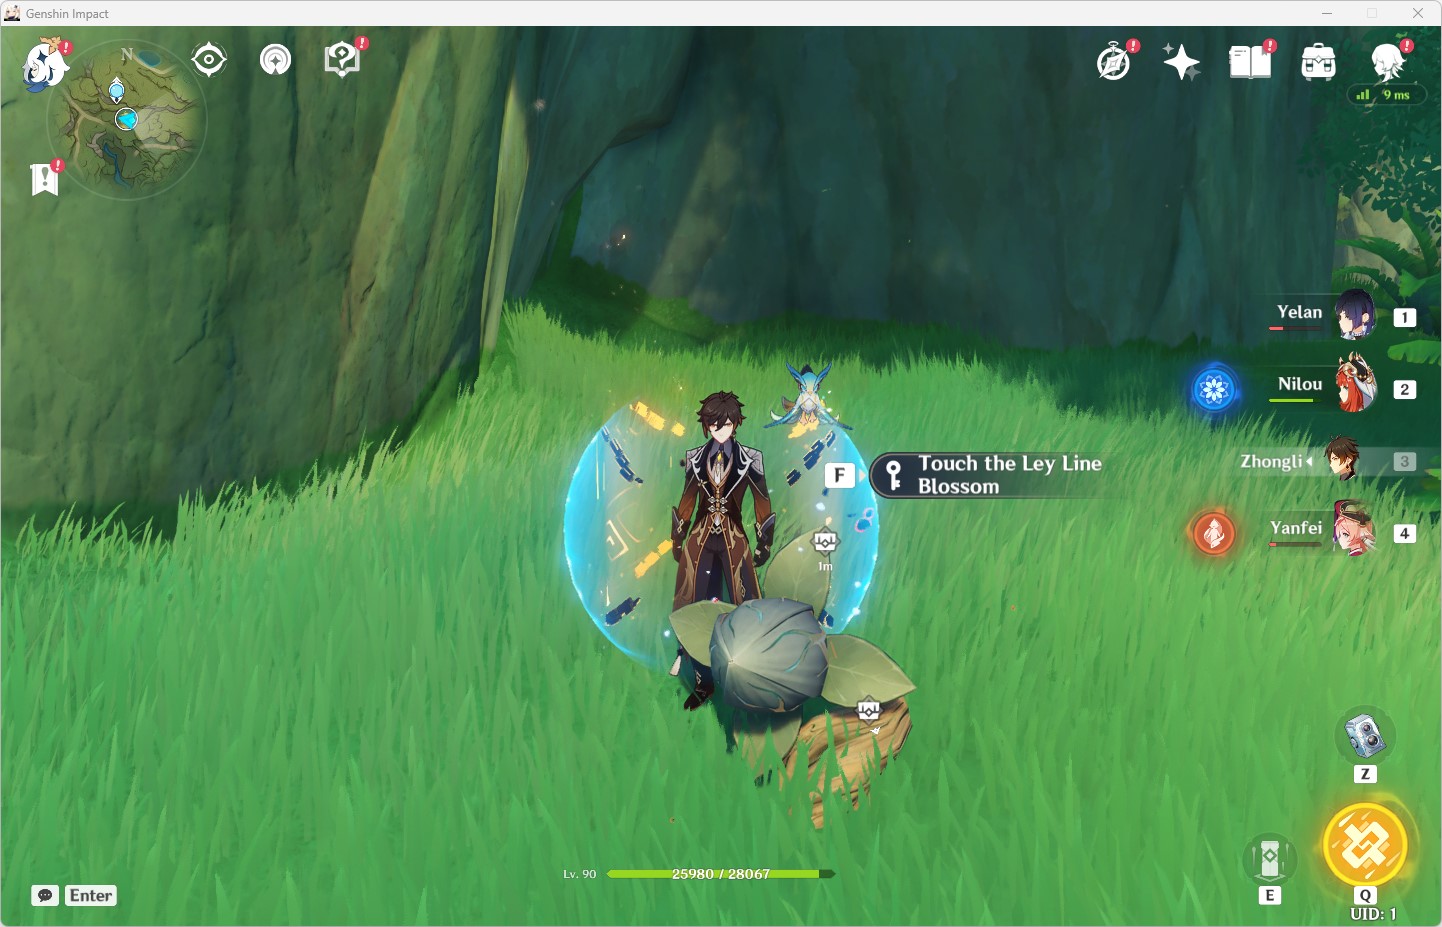 Genshin Impact
N
9 ms
Yelan
1
Nilou
2
Zhongli
3
F
Touch the Ley Line
Blossom
Yanfei
4
1m
Z
Lv. 90
25980 / 28067
Enter
E
Q
UID: 1